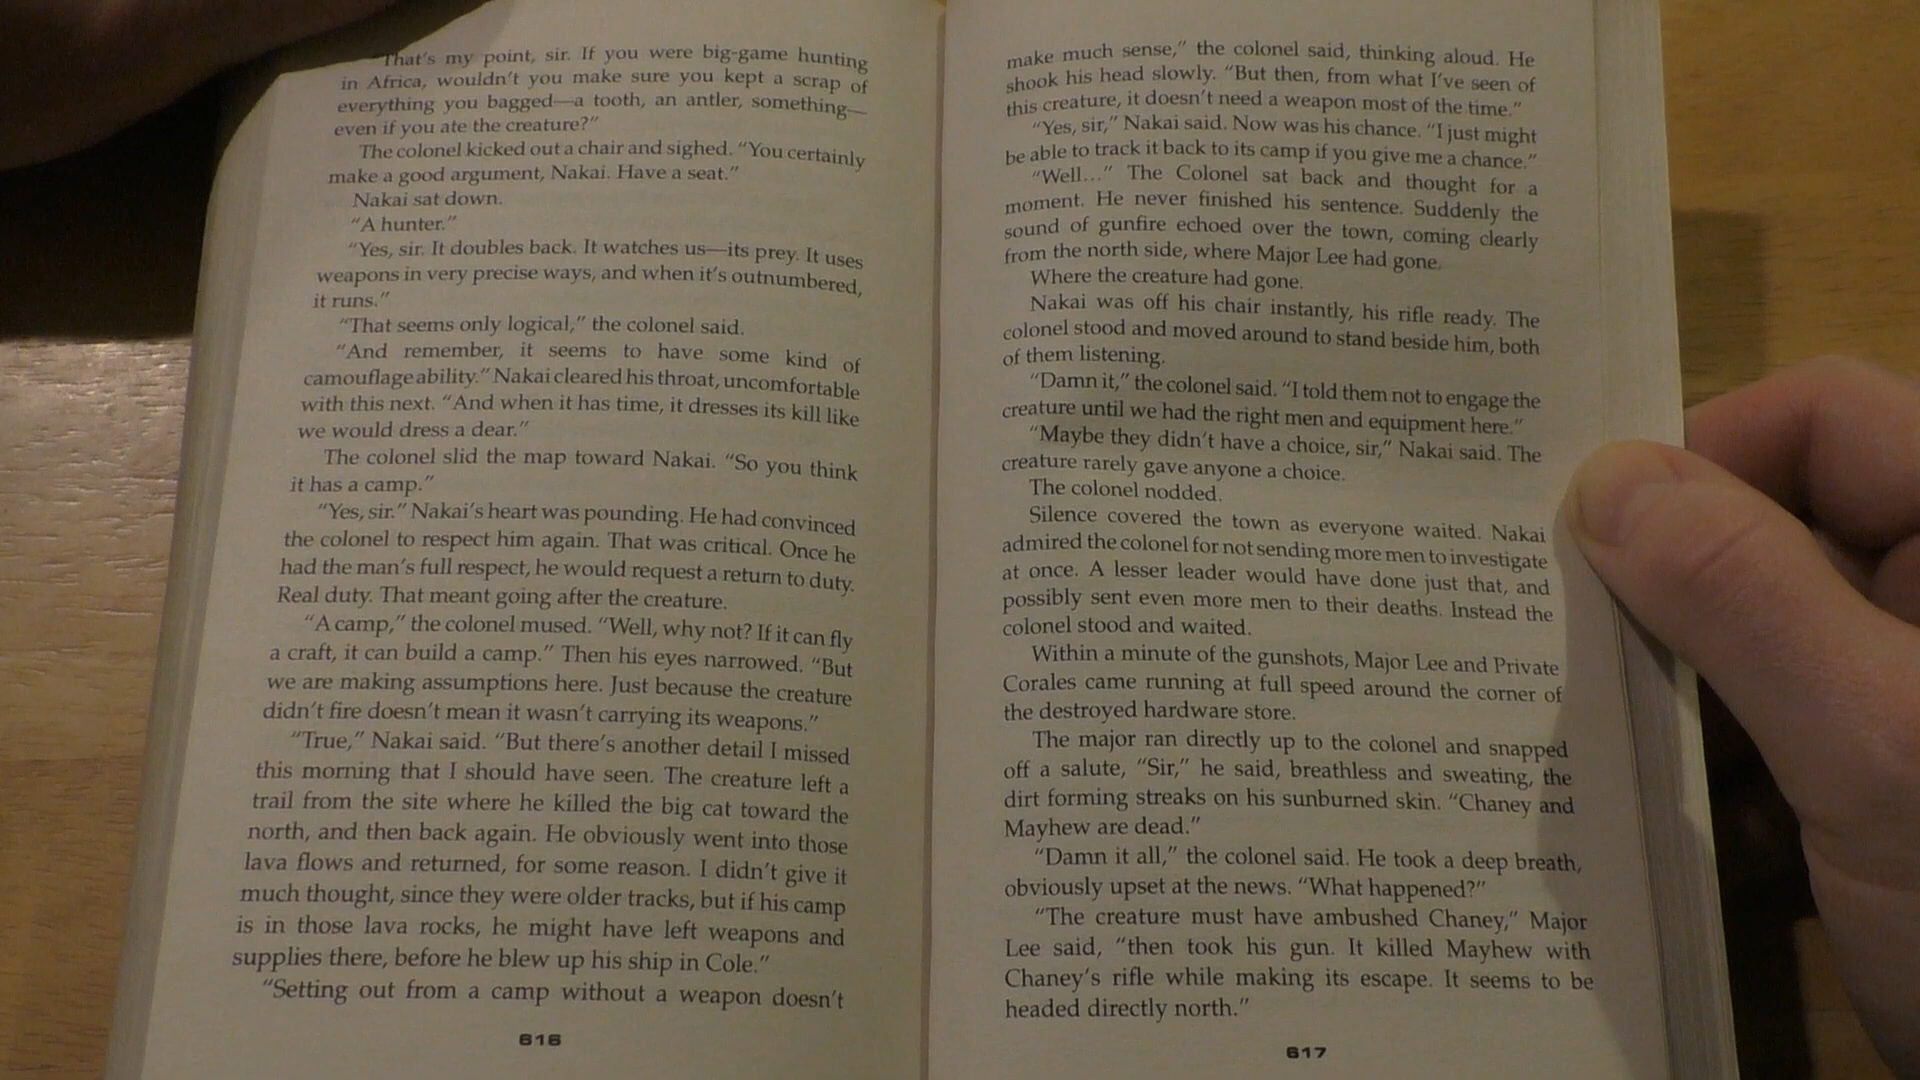 "That's my point, sir. If you were big-game hunting
in Africa, wouldn't you make sure you kept a scrap of
everything you bagged—a tooth, an antler, something—
even if you ate the creature?"
The colonel kicked out a chair and sighed. "You certainly
make a good argument, Nakai. Have a seat."
Nakai sat down.
"A hunter."
"Yes, sir. It doubles back. It watches us—its prey. It uses
weapons in very precise ways, and when it's outnumbered,
it runs."
"That seems only logical," the colonel said.
"And remember, it seems to have some kind of
camouflage ability." Nakai cleared his throat, uncomfortable
with this next. "And when it has time, it dresses its kill like
we would dress a dear."
The colonel slid the map toward Nakai. "So you think
it has a camp."
"Yes, sir." Nakai's heart was pounding. He had convinced
the colonel to respect him again. That was critical. Once he
had the man's full respect, he would request a return to duty.
Real duty. That meant going after the creature.
"A camp," the colonel mused. "Well, why not? If it can fly
a craft, it can build a camp." Then his eyes narrowed. "But
we are making assumptions here. Just because the creature
didn't fire doesn't mean it wasn't carrying its weapons."
"True," Nakai said. "But there's another detail I missed
this morning that I should have seen. The creature left a
trail from the site where he killed the big cat toward the
north, and then back again. He obviously went into those
lava flows and returned, for some reason. I didn't give it
much thought, since they were older tracks, but if his camp
is in those lava rocks, he might have left weapons and
supplies there, before he blew up his ship in Cole."
"Setting out from a camp without a weapon doesn't
616
make much sense," the colonel said, thinking aloud. He
shook his head slowly. "But then, from what I've seen of
this creature, it doesn't need a weapon most of the time."
"Yes, sir," Nakai said. Now was his chance. "I just might
be able to track it back to its camp if you give me a chance."
"Well…" The Colonel sat back and thought for a
moment. He never finished his sentence. Suddenly the
sound of gunfire echoed over the town, coming clearly
from the north side, where Major Lee had gone.
Where the creature had gone.
Nakai was off his chair instantly, his rifle ready. The
colonel stood and moved around to stand beside him, both
of them listening.
"Damn it," the colonel said. "I told them not to engage the
creature until we had the right men and equipment here."
"Maybe they didn't have a choice, sir," Nakai said. The
creature rarely gave anyone a choice.
The colonel nodded.
Silence covered the town as everyone waited. Nakai
admired the colonel for not sending more men to investigate
at once. A lesser leader would have done just that, and
possibly sent even more men to their deaths. Instead the
colonel stood and waited.
Within a minute of the gunshots, Major Lee and Private
Corales came running at full speed around the corner of
the destroyed hardware store.
The major ran directly up to the colonel and snapped
off a salute, "Sir," he said, breathless and sweating, the
dirt forming streaks on his sunburned skin. "Chaney and
Mayhew are dead."
"Damn it all," the colonel said. He took a deep breath,
obviously upset at the news. "What happened?"
"The creature must have ambushed Chaney," Major
Lee said, "then took his gun. It killed Mayhew with
Chaney's rifle while making its escape. It seems to be
headed directly north."
617